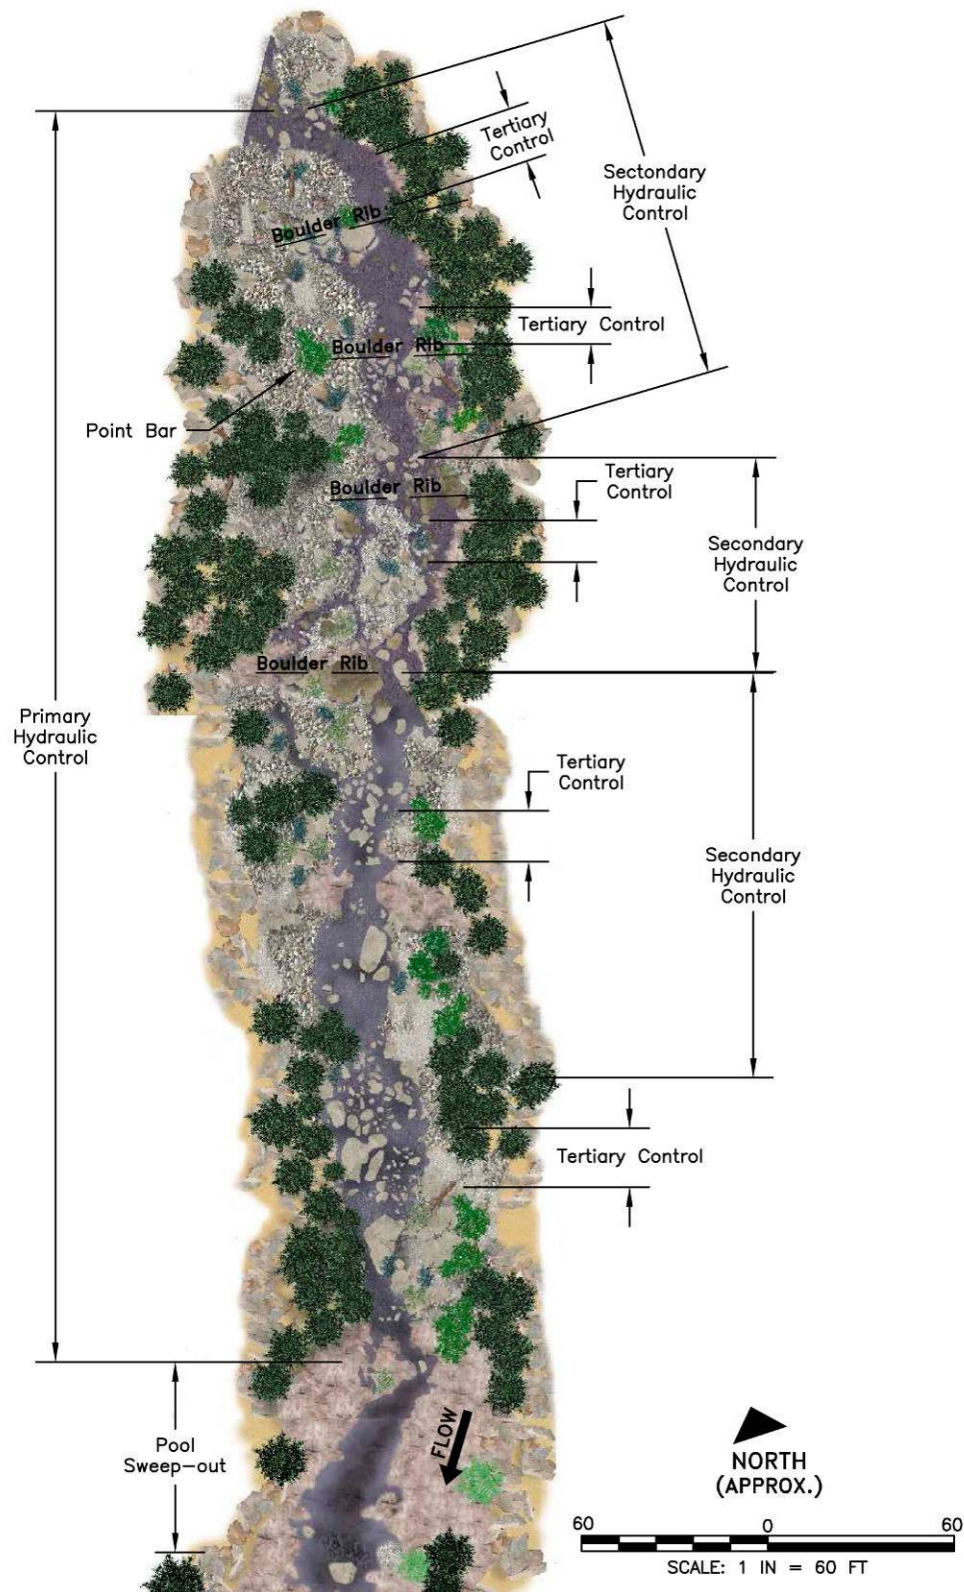 Tertiary
Control
Sectondary
Hydraulic
Control
Boulder Rib
Tertiary Control
Boulder Rib
Point Bar
Tertiary
Control
Boulder Rib
Secondary
Hydraulic
Control
Boulder Rib
Primary
Hydraulic
Control
Tertiary
Control
Secondary
Hydraulic
Control
Tertiary Control
FLOW
Pool
Sweep-out
NORTH
(APPROX.)
60 0 60
SCALE: 1 IN = 60 FT